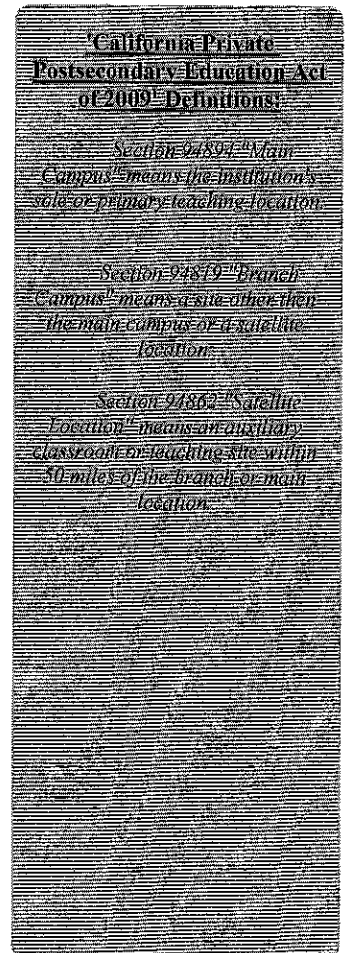 "California Private
Postsecondary Education Act
of 2009" Definitions:
Section 94894 "Main
Campus" means the institution's
sole or primary teaching location.
Section 94819 "Branch
Campus" means a site other then
the main campus or a satellite
location.
Section 94862 "Satellite
Location" means an auxiliary
classroom or teaching site within
50 miles of the branch or main
location.